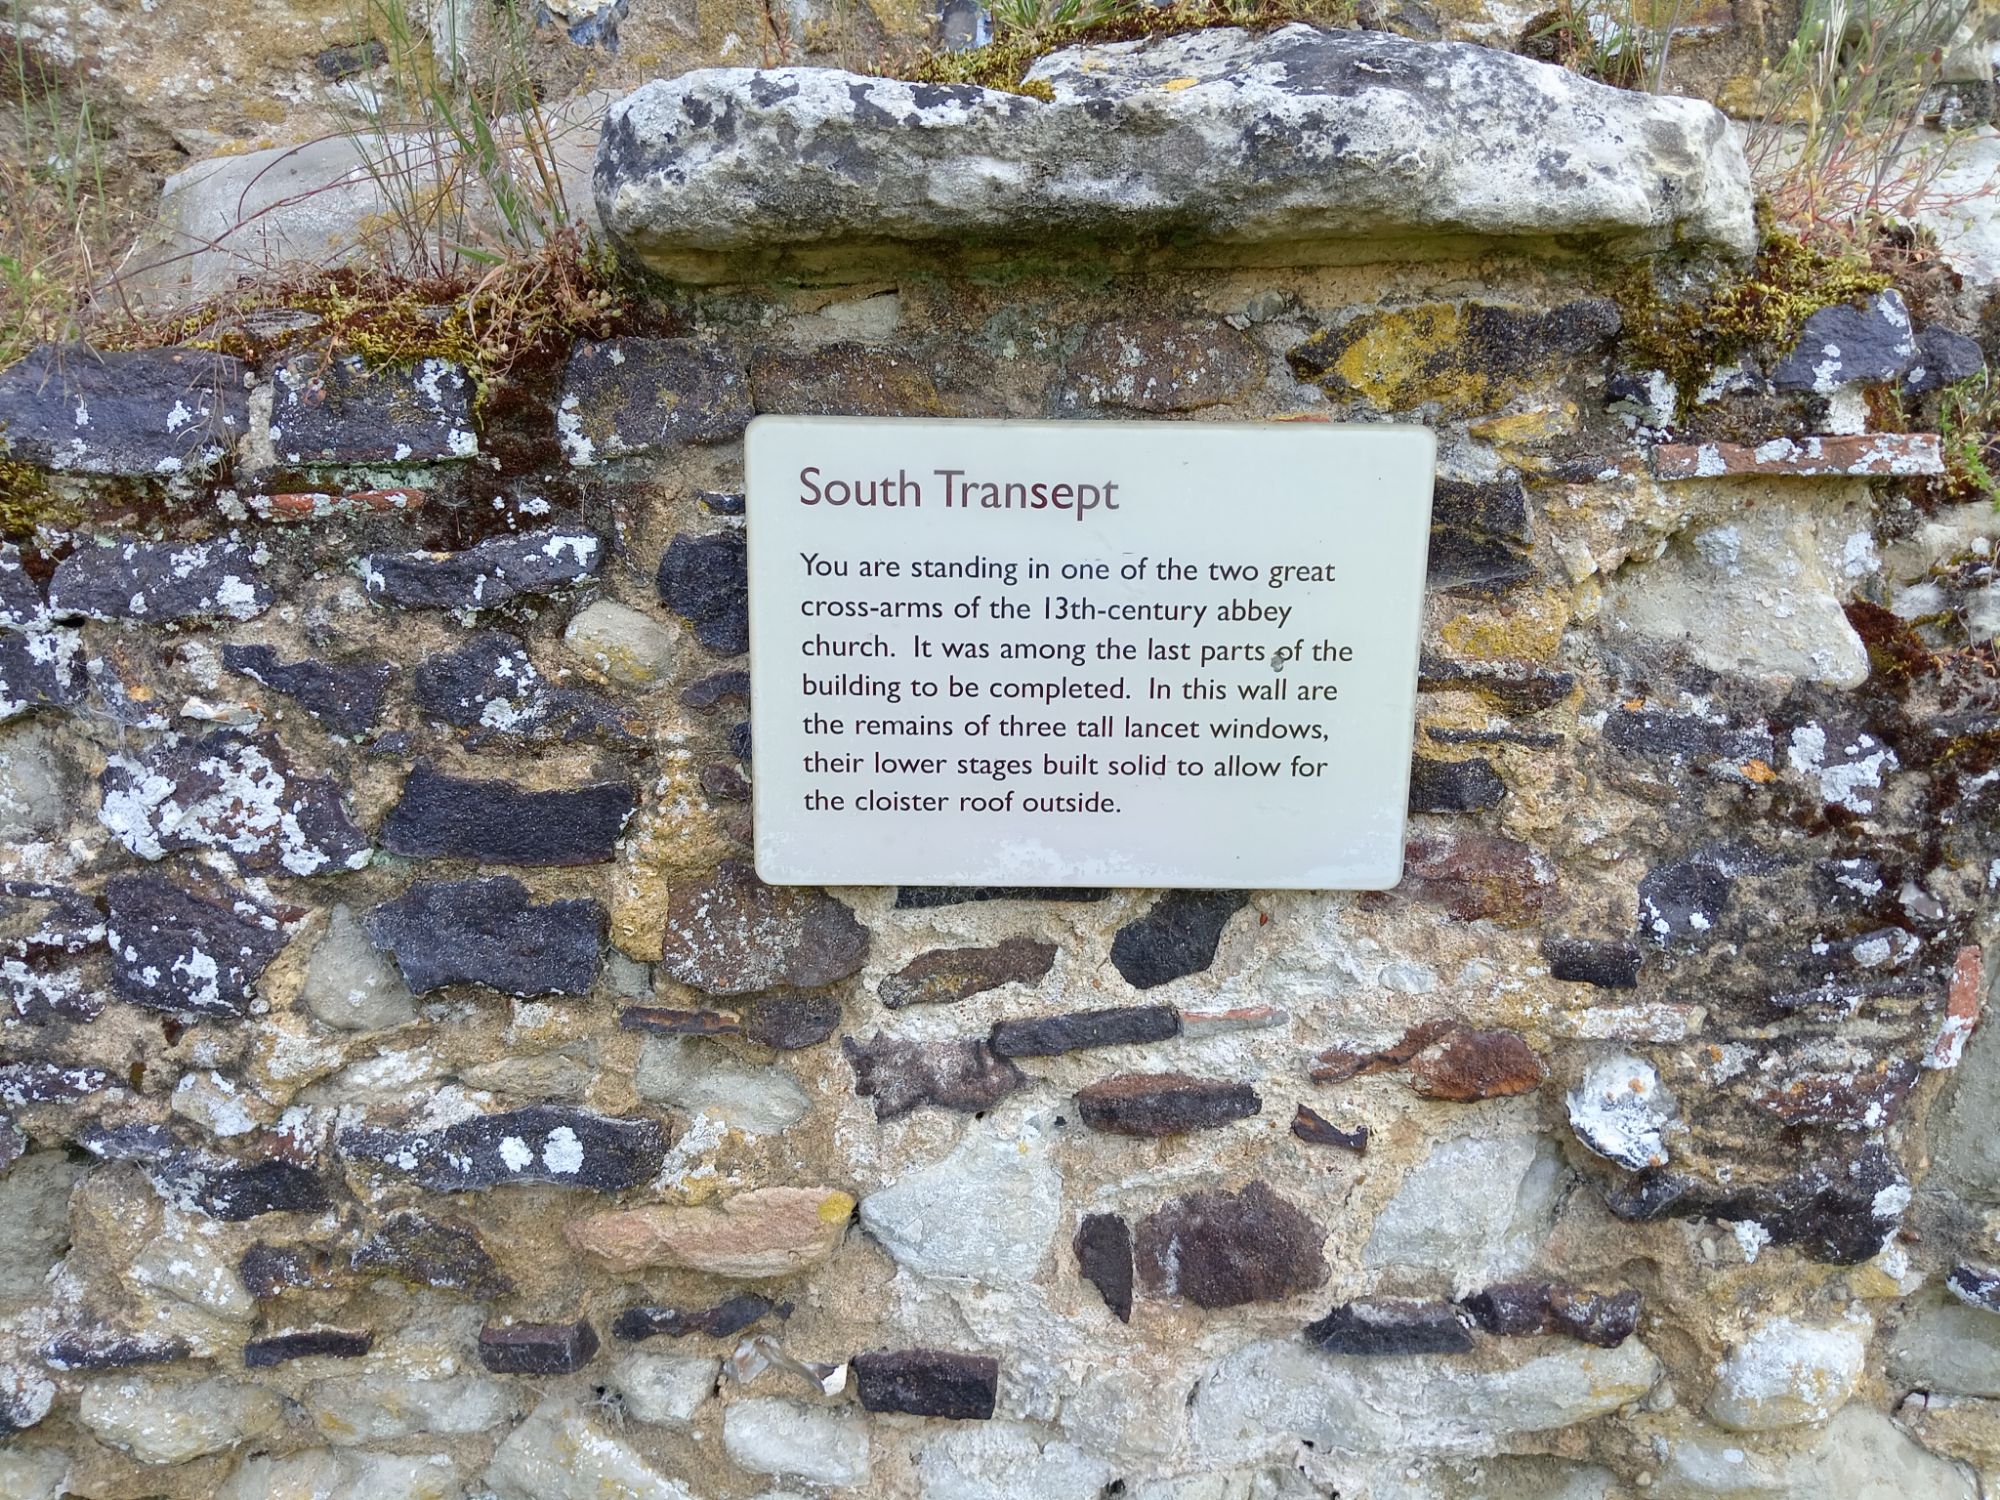 South Transept
You are standing in one of the two great
cross-arms of the 13th-century abbey
church. It was among the last parts of the
building to be completed. In this wall are
the remains of three tall lancet windows,
their lower stages built solid to allow for
the cloister roof outside.